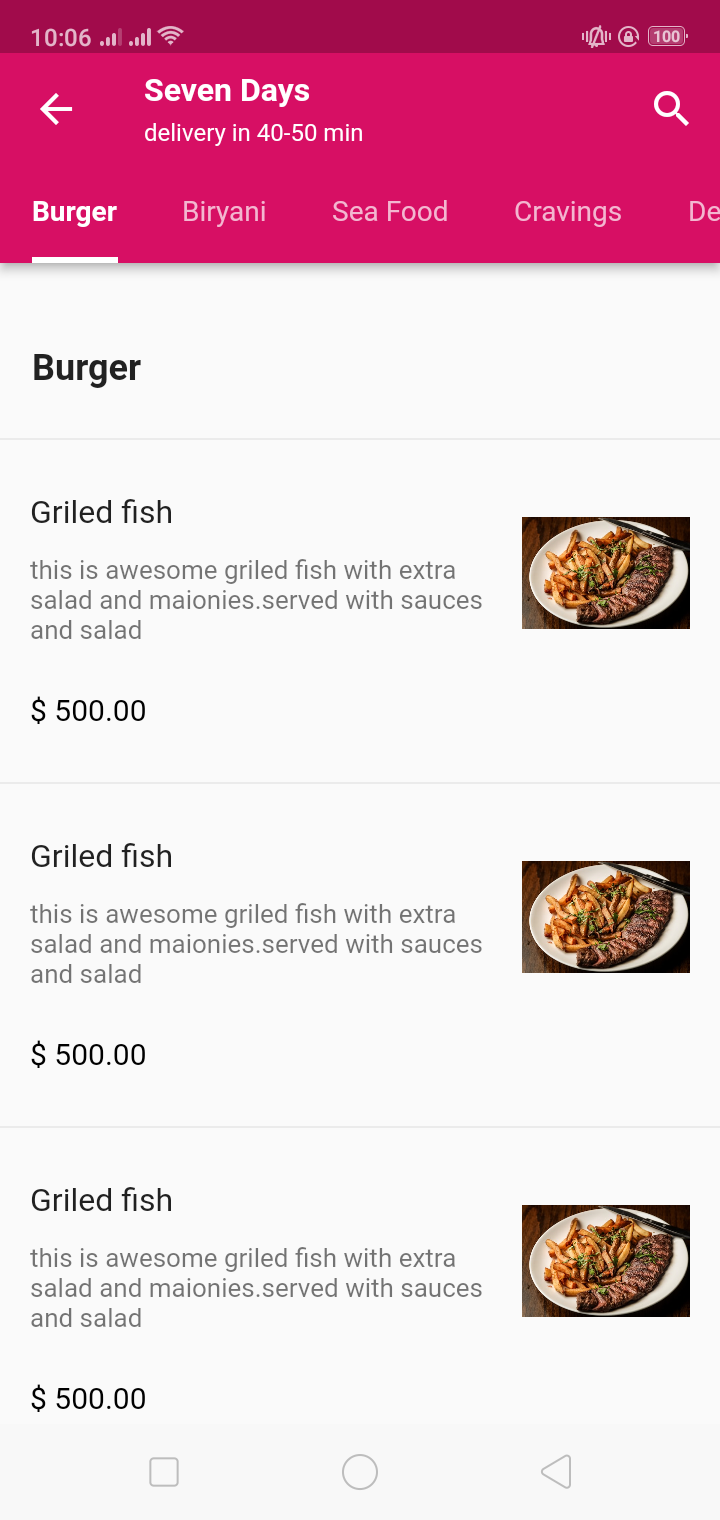 10:06
100
Seven Days
delivery in 40-50 min
Burger Biryani Sea Food Cravings De
Burger
Griled fish
this is awesome griled fish with extra
salad and maionies.served with sauces
and salad
$ 500.00
Griled fish
this is awesome griled fish with extra
salad and maionies.served with sauces
and salad
$ 500.00
Griled fish
this is awesome griled fish with extra
salad and maionies.served with sauces
and salad
$ 500.00